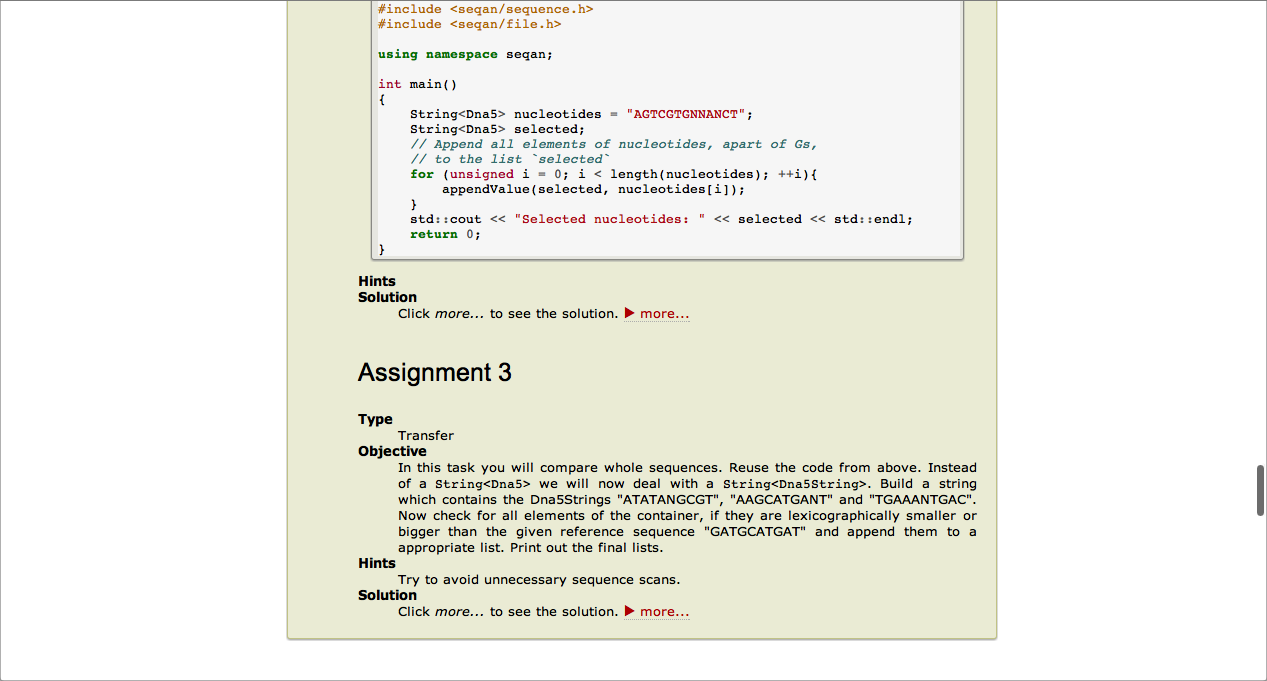 #include <seqan/sequence.h>
#include <seqan/file.h>
using namespace seqan;
int main()
{
    String<Dna5> nucleotides = "AGTCGTGNNANCT";
    String<Dna5> selected;
    // Append all elements of nucleotides, apart of Gs,
    // to the list `selected`
    for (unsigned i = 0; i < length(nucleotides); ++i){
        appendValue(selected, nucleotides[i]);
    }
    std::cout << "Selected nucleotides: " << selected << std::endl;
    return 0;
}
Hints
Solution
Click more... to see the solution. ▶ more...
Assignment 3
Type
Transfer
Objective
In this task you will compare whole sequences. Reuse the code from above. Instead
of a String<Dna5> we will now deal with a String<Dna5String>. Build a string
which contains the Dna5Strings "ATATANGCGT", "AAGCATGANT" and "TGAAANTGAC".
Now check for all elements of the container, if they are lexicographically smaller or
bigger than the given reference sequence "GATGCATGAT" and append them to a
appropriate list. Print out the final lists.
Hints
Try to avoid unnecessary sequence scans.
Solution
Click more... to see the solution. ▶ more...